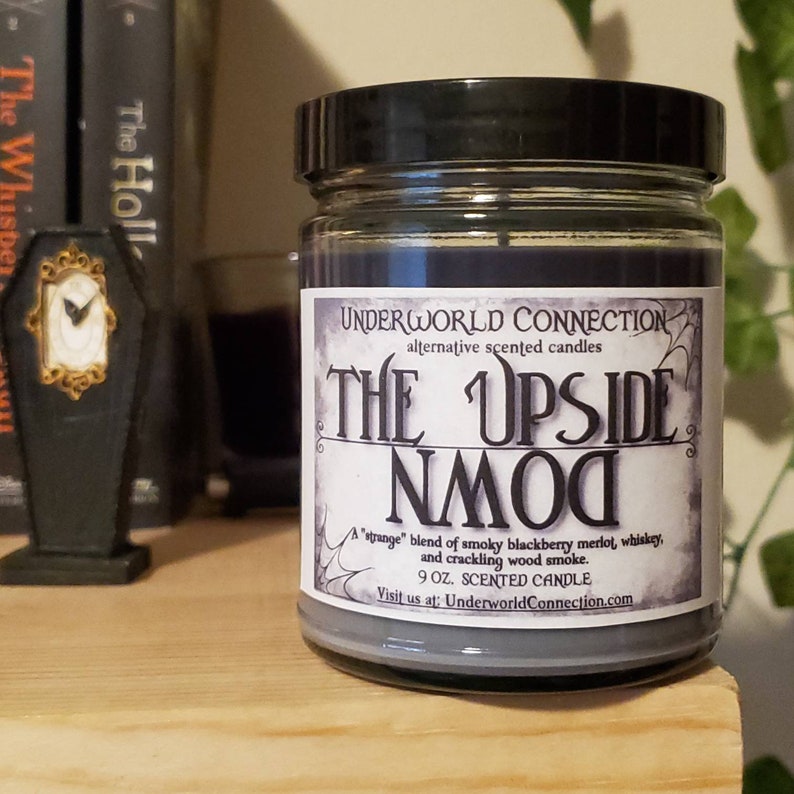 The Whisper
The Holl
UNDERWORLD CONNECTION
alternative scented candles
THE UPSIDE
DOWN
A "strange" blend of smoky blackberry merlot, whiskey,
and crackling wood smoke.
9 OZ. SCENTED CANDLE
Visit us at: UnderworldConnection.com